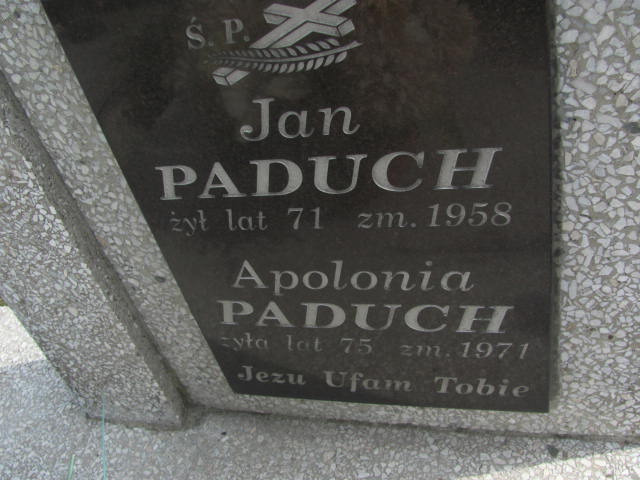 Ś. P.
Jan
PADUCH
żył lat 71 zm. 1958
Apolonia
PADUCH
żyła lat 75 zm. 1971
Jezu Ufam Tobie